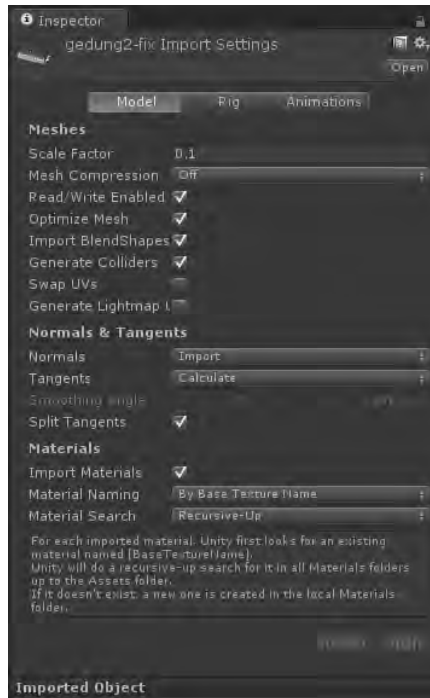 Inspector
gedung2-fix Import Settings
Open
Model Rig Animations
Meshes
Scale Factor 0.1
Mesh Compression Off
Read/Write Enabled
Optimize Mesh
Import BlendShapes
Generate Colliders
Swap UVs
Generate Lightmap U
Normals & Tangents
Normals Import
Tangents Calculate
Smoothing Angle
Split Tangents
Materials
Import Materials
Material Naming By Base Texture Name
Material Search Recursive-Up
For each imported material, Unity first looks for an existing
material named [BaseTextureName].
Unity will do a recursive-up search for it in all Materials folders
up to the Assets folder.
If it doesn't exist, a new one is created in the local Materials
folder.
Imported Object